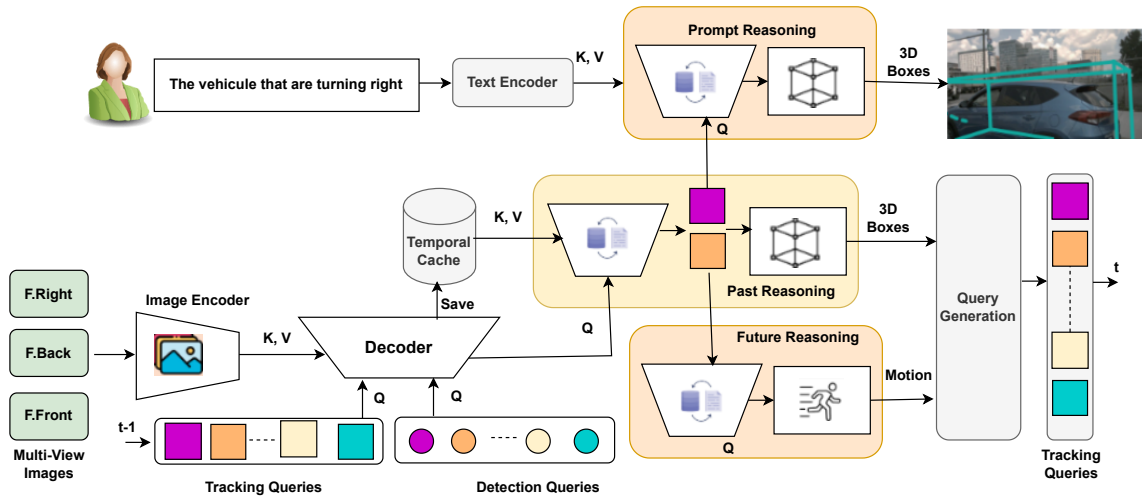 Prompt Reasoning
The vehicule that are turning right
Text Encoder
K, V
Q
3D
Boxes
Temporal
Cache
K, V
Past Reasoning
3D
Boxes
Query
Generation
t
F.Right
F.Back
F.Front
Multi-View
Images
Image Encoder
K, V
Save
Decoder
Q
Q
Q
Future Reasoning
Q
Motion
t-1
Tracking Queries
Detection Queries
Tracking
Queries